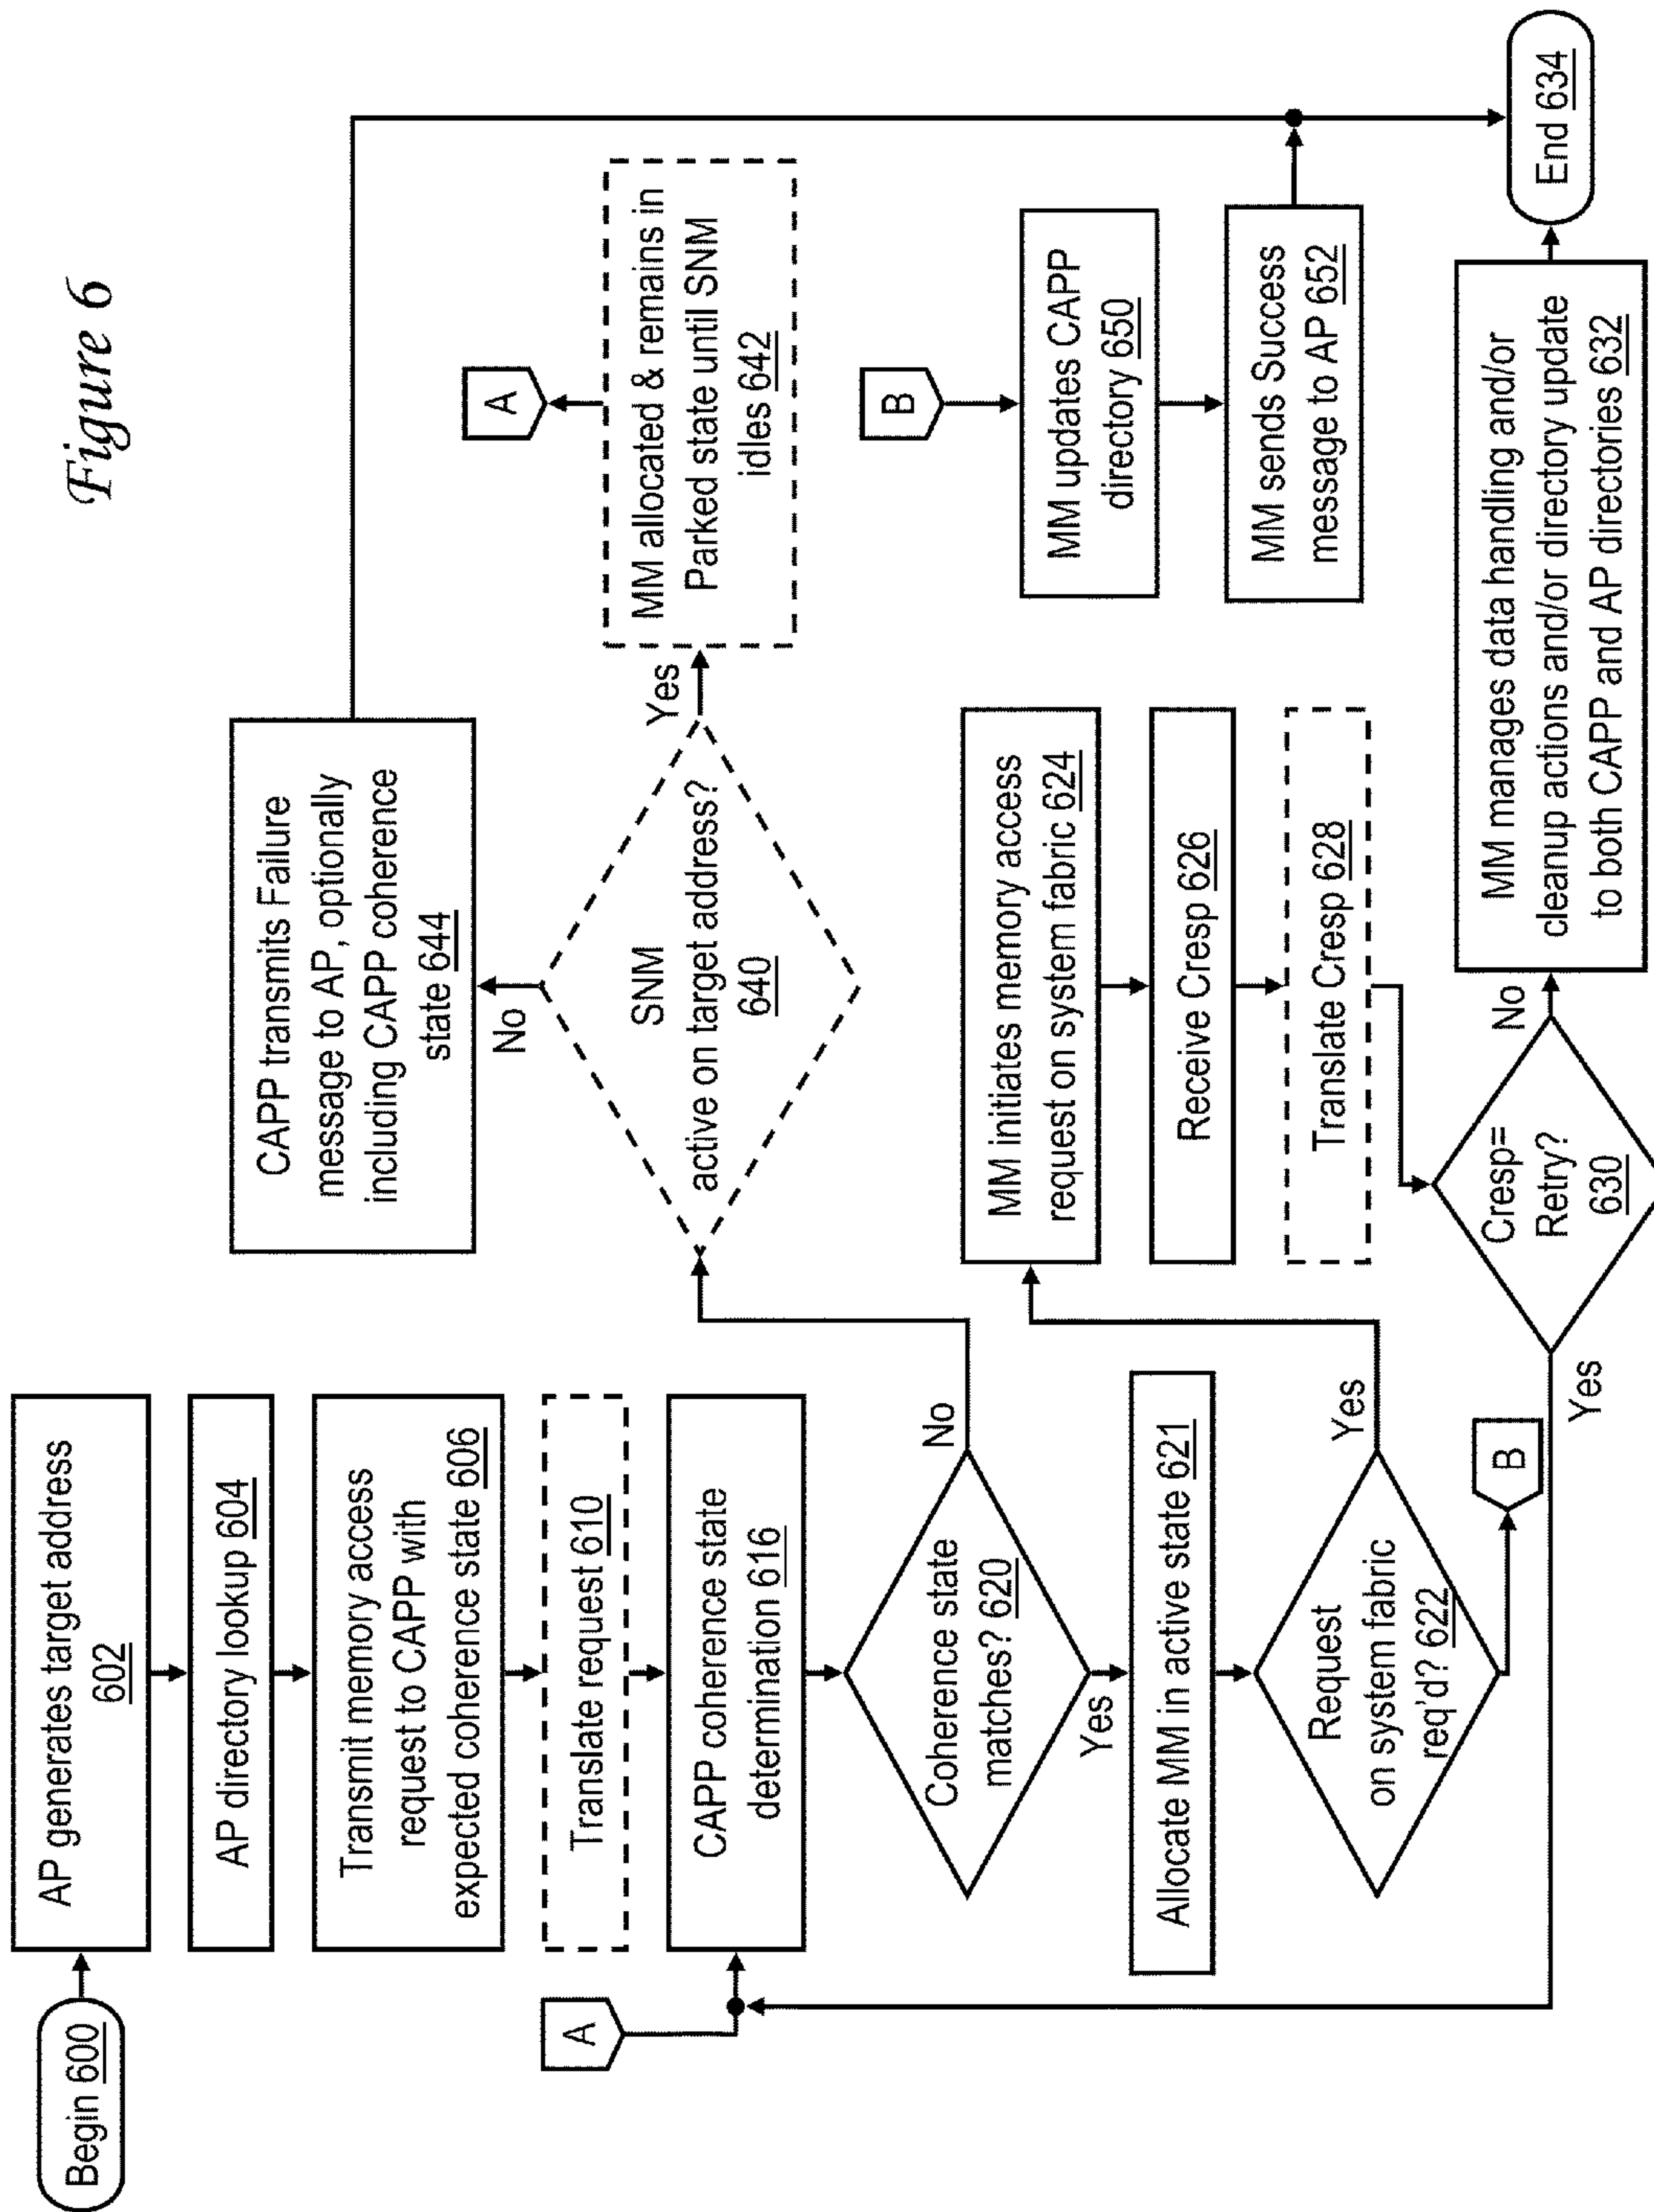 Figure 6
Begin 600
AP generates target address
602
AP directory lookup 604
Transmit memory access
request to CAPP with
expected coherence state 606
Translate request 610
A
CAPP coherence state
determination 616
Coherence state
matches? 620
No
Yes
Allocate MM in active state 621
Request
on system fabric
req'd? 622
Yes
B
CAPP transmits Failure
message to AP, optionally
including CAPP coherence
state 644
No
SNM
active on target address?
640
Yes
MM allocated & remains in
Parked state until SNM
idles 642
A
MM initiates memory access
request on system fabric 624
Receive Cresp 626
Translate Cresp 628
Cresp=
Retry?
630
Yes
No
B
MM updates CAPP
directory 650
MM sends Success
message to AP 652
MM manages data handling and/or
cleanup actions and/or directory update
to both CAPP and AP directories 632
End 634